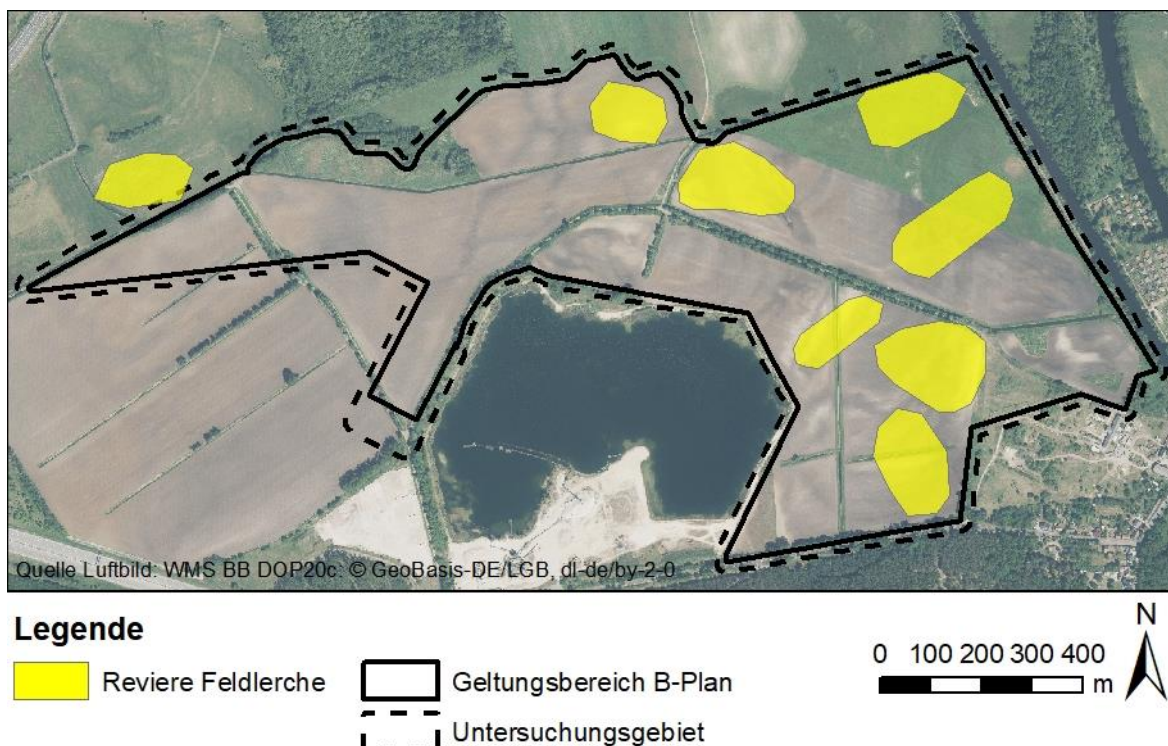 Quelle Luftbild: WMS BB DOP20c: © GeoBasis-DE/LGB, dl-de/by-2-0
Legende
Reviere Feldlerche
Geltungsbereich B-Plan
Untersuchungsgebiet
0 100 200 300 400
m
N